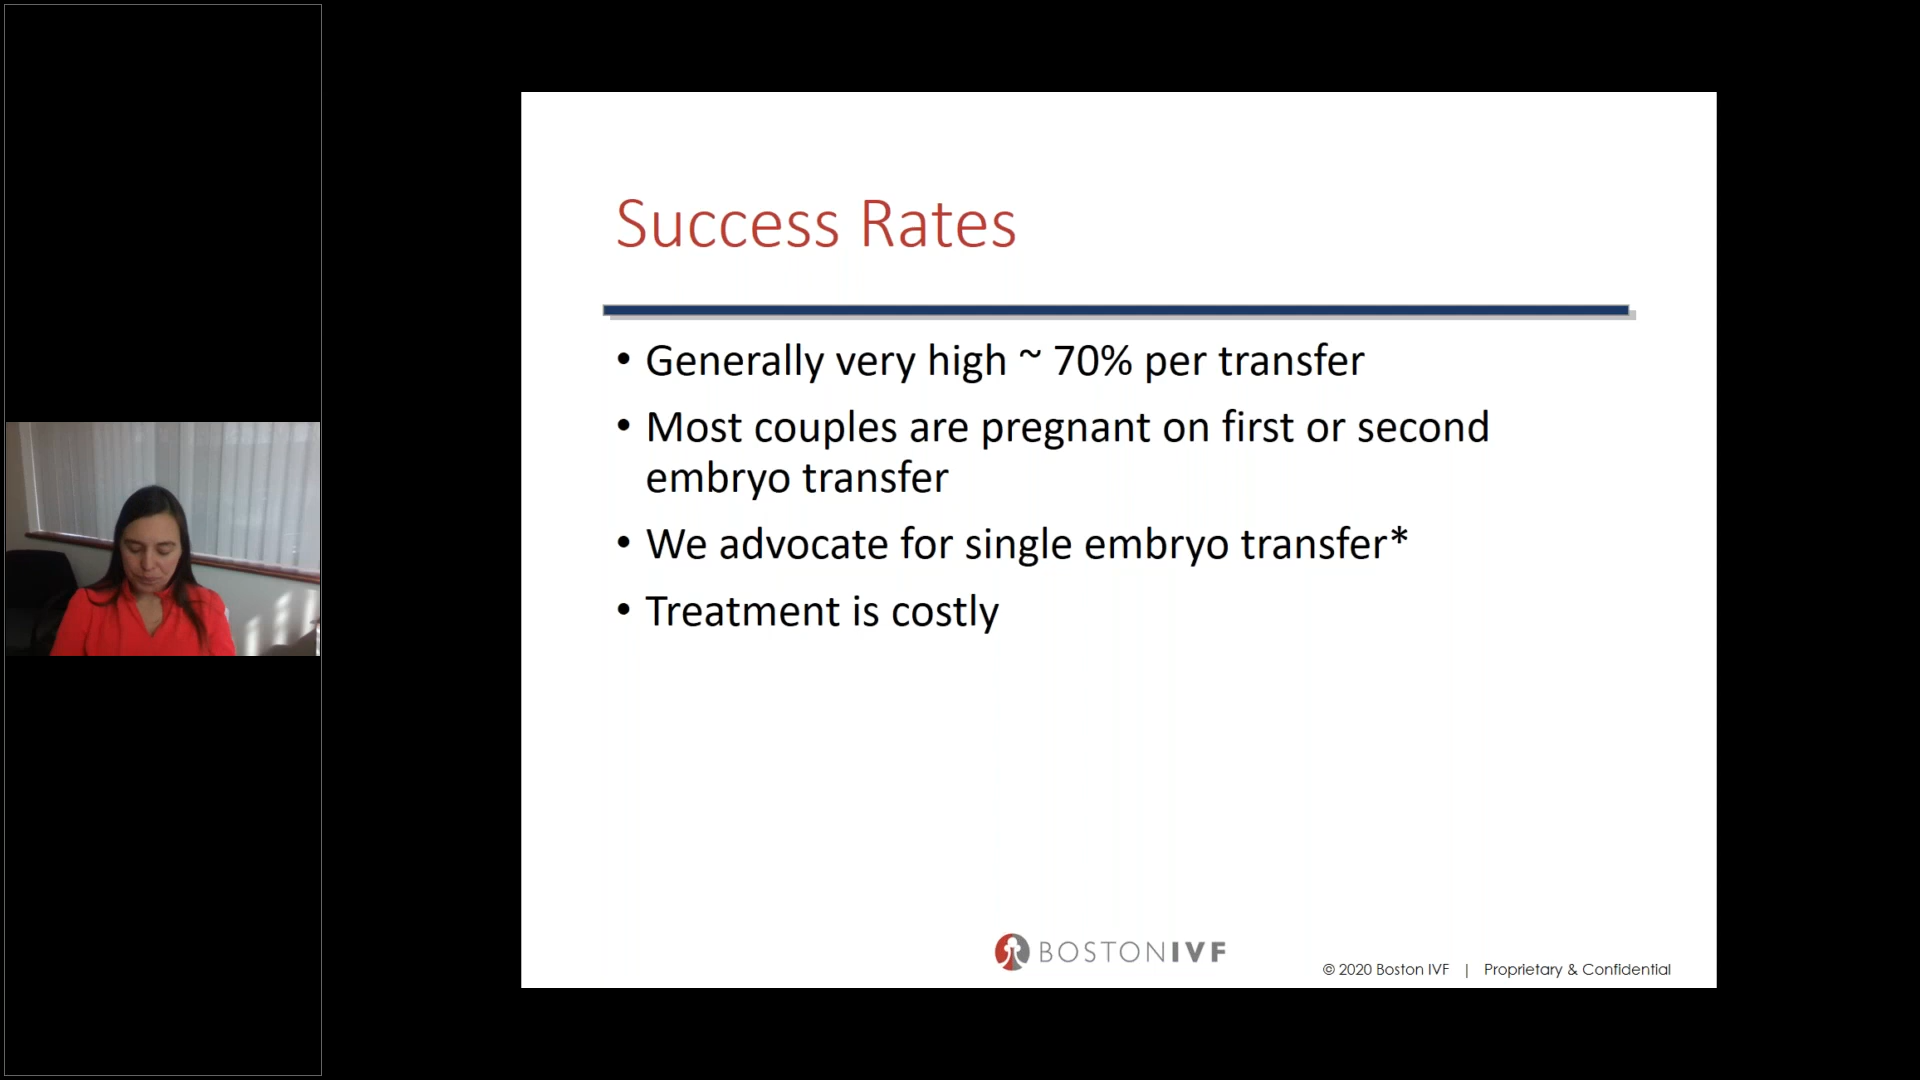 Success Rates
• Generally very high ~ 70% per transfer
• Most couples are pregnant on first or second
embryo transfer
• We advocate for single embryo transfer*
• Treatment is costly
BOSTONIVF
© 2020 Boston IVF | Proprietary & Confidential